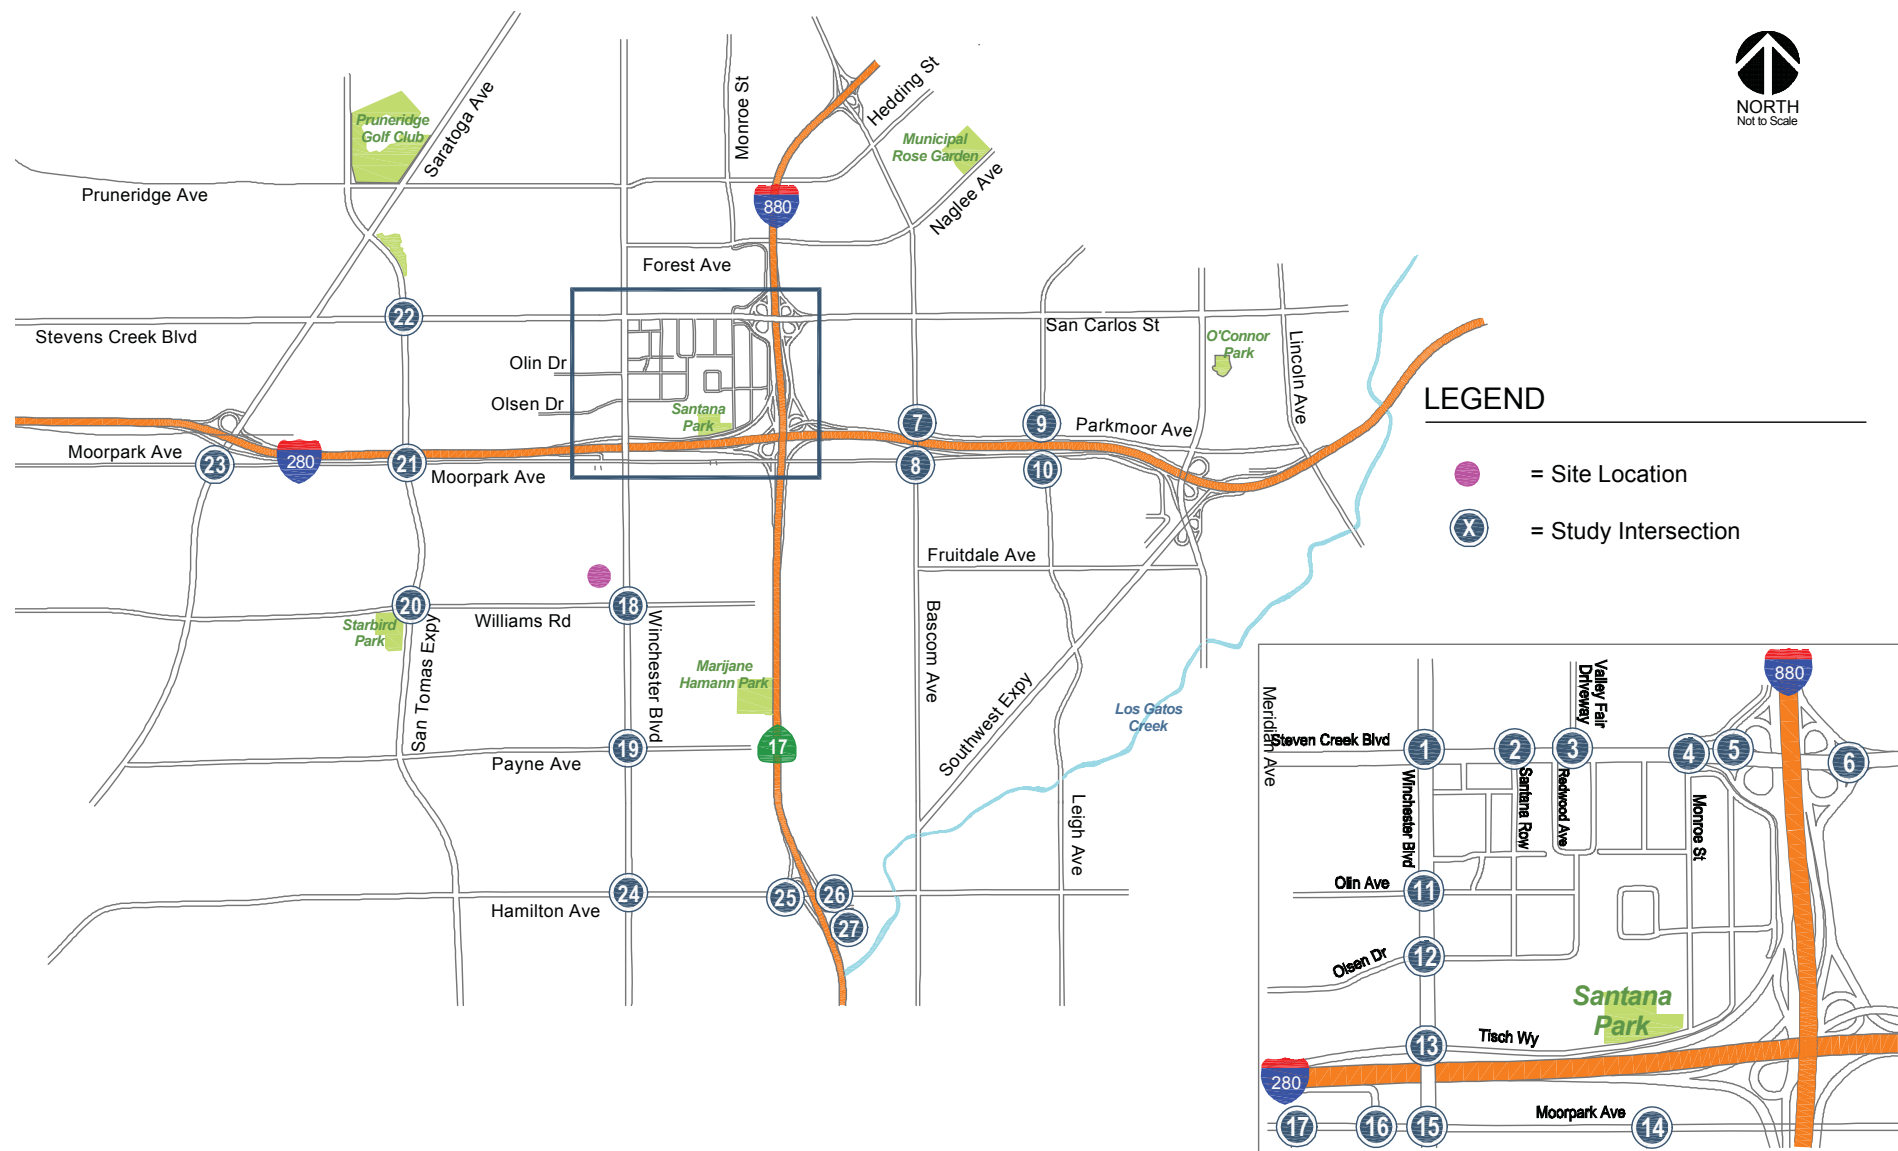 NORTH
Not to Scale
Monroe St
Hedding St
Saratoga Ave
Pruneridge
Golf Club
Municipal
Rose Garden
Naglee Ave
Pruneridge Ave
880
Forest Ave
22
Stevens Creek Blvd
San Carlos St
O'Connor
Park
Lincoln Ave
Olin Dr
Olsen Dr
Santana
Park
7
9
Parkmoor Ave
Moorpark Ave
23
280
21
Moorpark Ave
8
10
LEGEND
= Site Location
X
= Study Intersection
Fruitdale Ave
20
18
Williams Rd
Starbird
Park
San Tomas Expy
Winchester Blvd
Bascom Ave
Marijane
Hamann Park
Southwest Expy
Los Gatos
Creek
17
19
Payne Ave
Leigh Ave
24
25
26
27
Hamilton Ave
Meridian Ave
Valley Fair
Driveway
880
Steven Creek Blvd
1
2
3
4
5
6
Winchester Blvd
Santana Row
Redwood Ave
Monroe St
Olin Ave
11
Olsen Dr
12
Santana
Park
13
Tisch Wy
280
17
16
15
Moorpark Ave
14